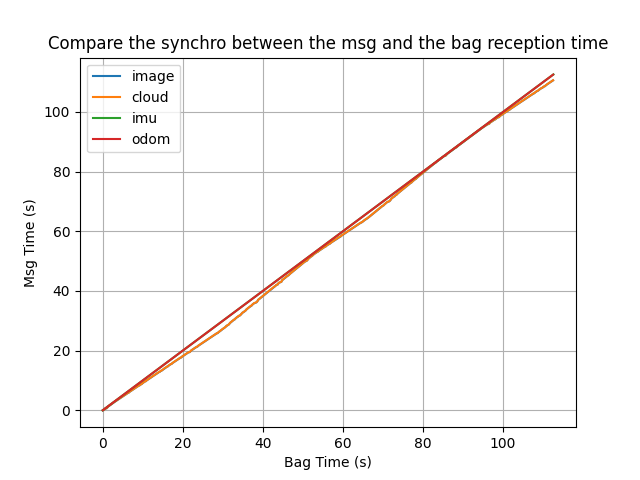 Compare the synchro between the msg and the bag reception time
image
cloud
imu
odom
100
80
60
40
20
0
Msg Time (s)
0 20 40 60 80 100
Bag Time (s)